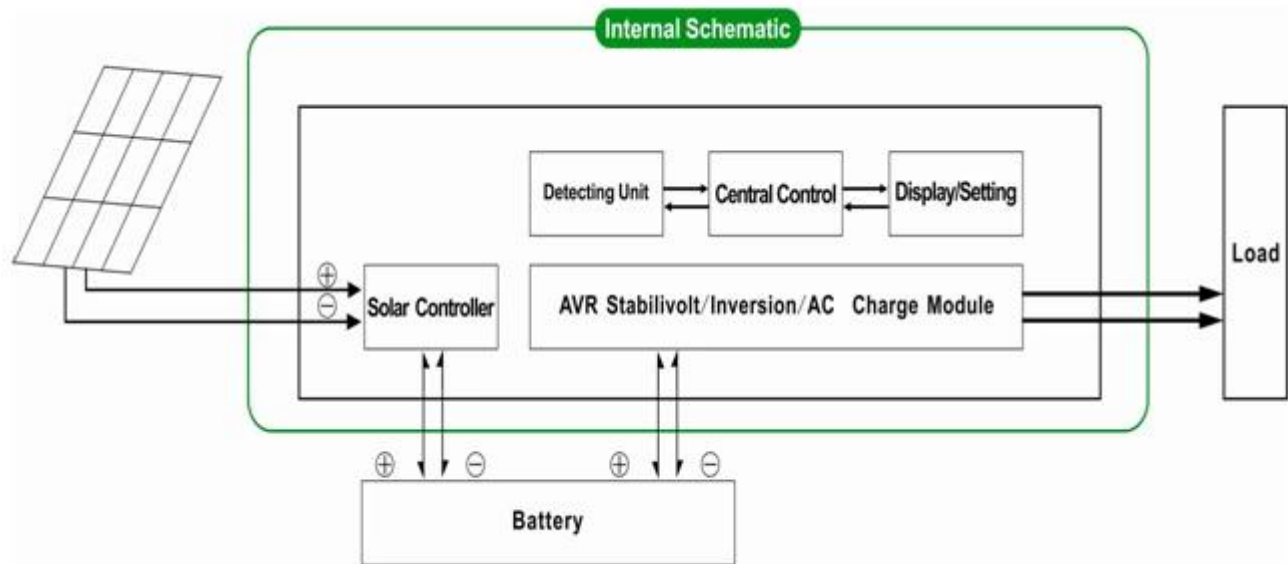 Internal Schematic
Detecting Unit
Central Control
Display/Setting
Load
⊕
⊖
Solar Controller
AVR Stabilivolt/Inversion/AC Charge Module
⊕ ⊖ ⊕ ⊖
Battery